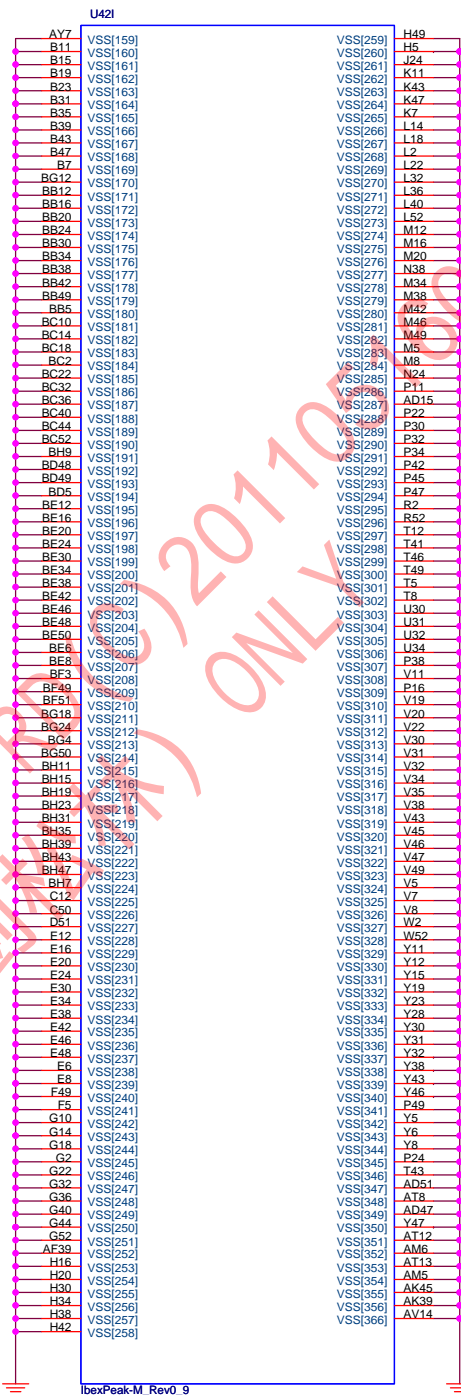 U42I
AY7 VSS[159] VSS[259] H49
B11 VSS[160] VSS[260] H5
B15 VSS[161] VSS[261] J24
B19 VSS[162] VSS[262] K11
B23 VSS[163] VSS[263] K43
B31 VSS[164] VSS[264] K47
B35 VSS[165] VSS[265] K7
B39 VSS[166] VSS[266] L14
B43 VSS[167] VSS[267] L18
B47 VSS[168] VSS[268] L2
B7 VSS[169] VSS[269] L22
BG12 VSS[170] VSS[270] L32
BB12 VSS[171] VSS[271] L36
BB16 VSS[172] VSS[272] L40
BB20 VSS[173] VSS[273] L52
BB24 VSS[174] VSS[274] M12
BB30 VSS[175] VSS[275] M16
BB34 VSS[176] VSS[276] M20
BB38 VSS[177] VSS[277] N38
BB42 VSS[178] VSS[278] M34
BB49 VSS[179] VSS[279] M38
BB5 VSS[180] VSS[280] M42
BC10 VSS[181] VSS[281] M46
BC14 VSS[182] VSS[282] M49
BC18 VSS[183] VSS[283] M5
BC2 VSS[184] VSS[284] M8
BC22 VSS[185] VSS[285] N24
BC32 VSS[186] VSS[286] P11
BC36 VSS[187] VSS[287] AD15
BC40 VSS[188] VSS[288] P22
BC44 VSS[189] VSS[289] P30
BC52 VSS[190] VSS[290] P32
BH9 VSS[191] VSS[291] P34
BD48 VSS[192] VSS[292] P42
BD49 VSS[193] VSS[293] P45
BD5 VSS[194] VSS[294] P47
BE12 VSS[195] VSS[295] R2
BE16 VSS[196] VSS[296] R52
BE20 VSS[197] VSS[297] T12
BE24 VSS[198] VSS[298] T41
BE30 VSS[199] VSS[299] T46
BE34 VSS[200] VSS[300] T49
BE38 VSS[201] VSS[301] T5
BE42 VSS[202] VSS[302] T8
BE46 VSS[203] VSS[303] U30
BE48 VSS[204] VSS[304] U31
BE50 VSS[205] VSS[305] U32
BE6 VSS[206] VSS[306] U34
BE8 VSS[207] VSS[307] P38
BF3 VSS[208] VSS[308] V11
BF49 VSS[209] VSS[309] P16
BF51 VSS[210] VSS[310] V19
BG18 VSS[211] VSS[311] V20
BG24 VSS[212] VSS[312] V22
BG4 VSS[213] VSS[313] V30
BG50 VSS[214] VSS[314] V31
BH11 VSS[215] VSS[315] V32
BH15 VSS[216] VSS[316] V34
BH19 VSS[217] VSS[317] V35
BH23 VSS[218] VSS[318] V38
BH31 VSS[219] VSS[319] V43
BH35 VSS[220] VSS[320] V45
BH39 VSS[221] VSS[321] V46
BH43 VSS[222] VSS[322] V47
BH47 VSS[223] VSS[323] V49
BH7 VSS[224] VSS[324] V5
C12 VSS[225] VSS[325] V7
C50 VSS[226] VSS[326] V8
D51 VSS[227] VSS[327] W2
E12 VSS[228] VSS[328] W52
E16 VSS[229] VSS[329] Y11
E20 VSS[230] VSS[330] Y12
E24 VSS[231] VSS[331] Y15
E30 VSS[232] VSS[332] Y19
E34 VSS[233] VSS[333] Y23
E38 VSS[234] VSS[334] Y28
E42 VSS[235] VSS[335] Y30
E46 VSS[236] VSS[336] Y31
E48 VSS[237] VSS[337] Y32
E6 VSS[238] VSS[338] Y38
E8 VSS[239] VSS[339] Y43
F49 VSS[240] VSS[340] Y46
F5 VSS[241] VSS[341] P49
G10 VSS[242] VSS[342] Y5
G14 VSS[243] VSS[343] Y6
G18 VSS[244] VSS[344] Y8
G2 VSS[245] VSS[345] P24
G22 VSS[246] VSS[346] T43
G32 VSS[247] VSS[347] AD51
G36 VSS[248] VSS[348] AT8
G40 VSS[249] VSS[349] AD47
G44 VSS[250] VSS[350] Y47
G52 VSS[251] VSS[351] AT12
AF39 VSS[252] VSS[352] AM6
H16 VSS[253] VSS[353] AT13
H20 VSS[254] VSS[354] AM5
H30 VSS[255] VSS[355] AK45
H34 VSS[256] VSS[356] AK39
H38 VSS[257] VSS[366] AV14
H42 VSS[258]
IbexPeak-M_Rev0_9
RD(C)201105160
株) ONLY